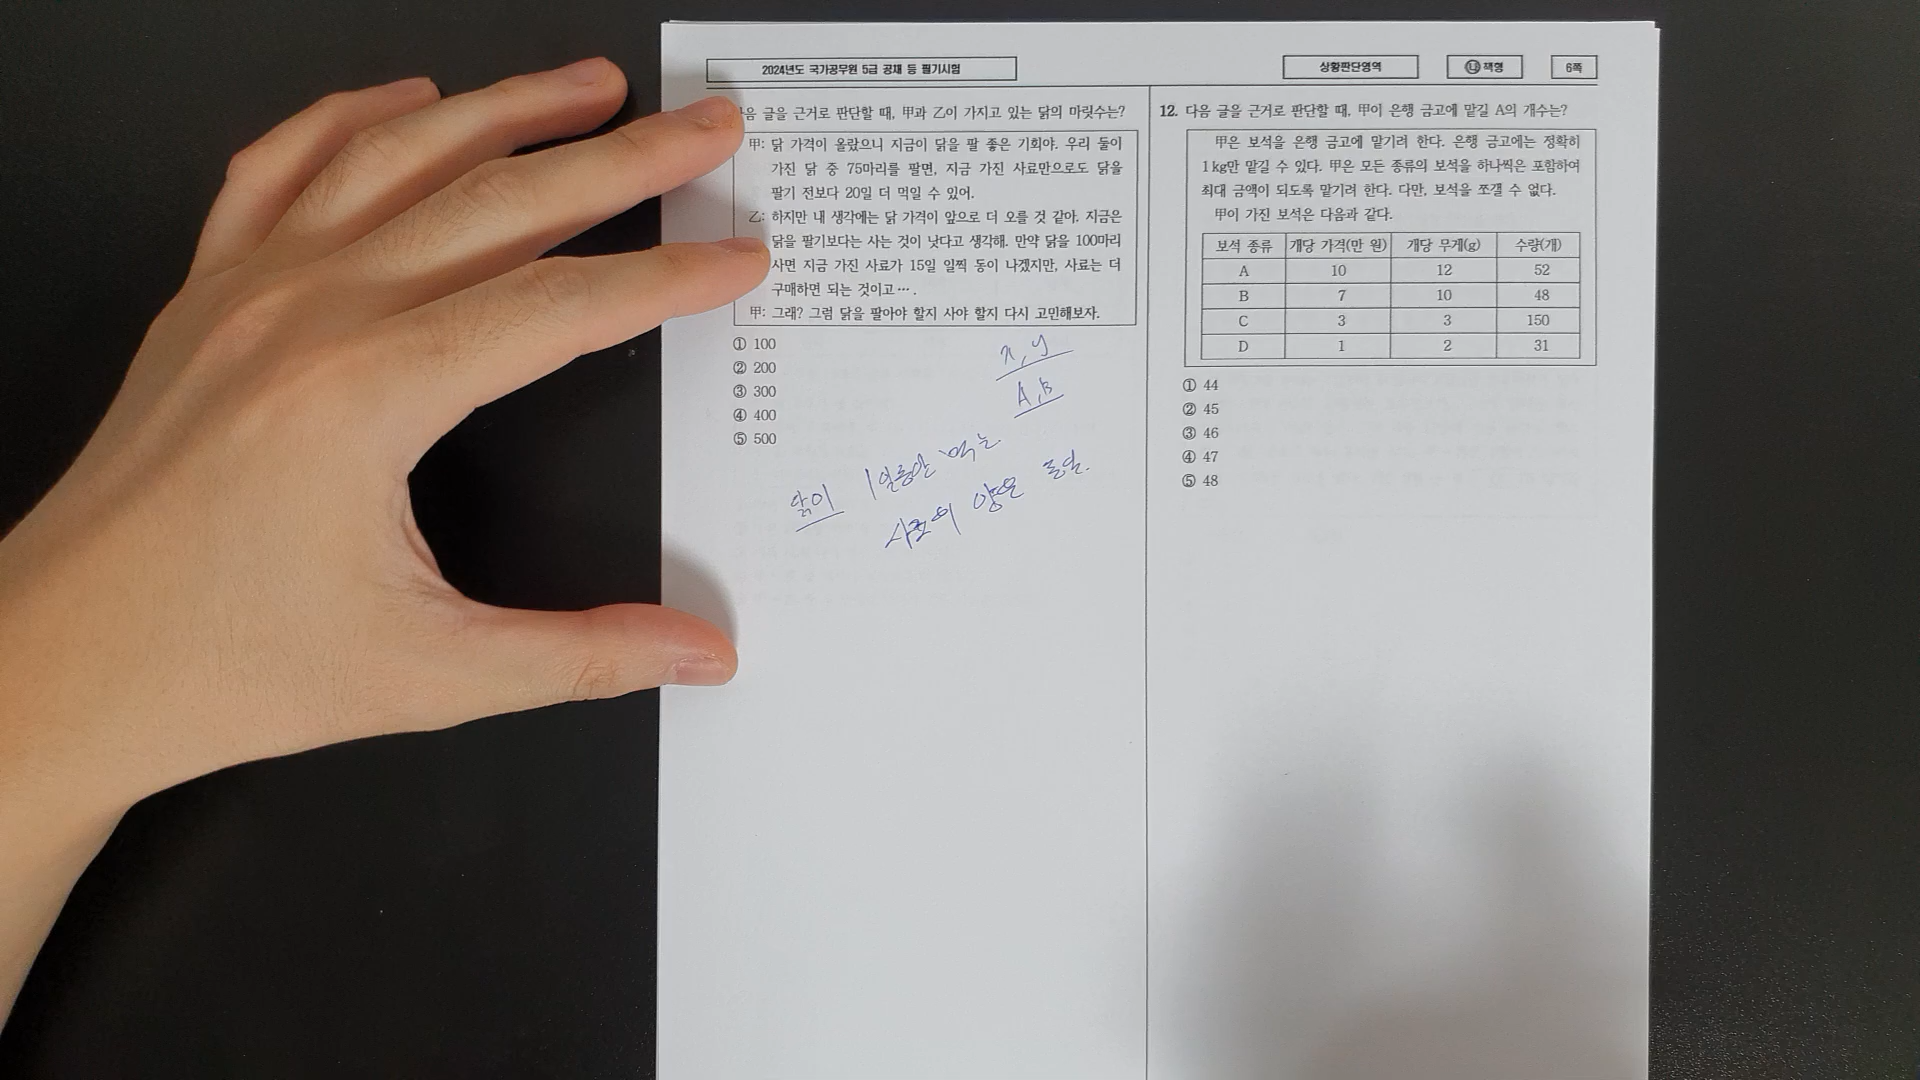 2024년도 국가공무원 5급 공채 등 필기시험
상황판단영역
나 책형
6쪽
음 글을 근거로 판단할 때, 甲과 乙이 가지고 있는 닭의 마릿수는?
甲: 닭 가격이 올랐으니 지금이 닭을 팔 좋은 기회야. 우리 둘이
가진 닭 중 75마리를 팔면, 지금 가진 사료만으로도 닭을
팔기 전보다 20일 더 먹일 수 있어.
乙: 하지만 내 생각에는 닭 가격이 앞으로 더 오를 것 같아. 지금은
닭을 팔기보다는 사는 것이 낫다고 생각해. 만약 닭을 100마리
사면 지금 가진 사료가 15일 일찍 동이 나겠지만, 사료는 더
구매하면 되는 것이고….
甲: 그래? 그럼 닭을 팔아야 할지 사야 할지 다시 고민해보자.
① 100
② 200
③ 300
④ 400
⑤ 500
x, y
A, B
닭이 1일동안 먹는
사료의 양은 동일.
12. 다음 글을 근거로 판단할 때, 甲이 은행 금고에 맡길 A의 개수는?
甲은 보석을 은행 금고에 맡기려 한다. 은행 금고에는 정확히
1 kg만 맡길 수 있다. 甲은 모든 종류의 보석을 하나씩은 포함하여
최대 금액이 되도록 맡기려 한다. 다만, 보석을 쪼갤 수 없다.
甲이 가진 보석은 다음과 같다.
보석 종류 개당 가격(만 원) 개당 무게(g) 수량(개)
A 10 12 52
B 7 10 48
C 3 3 150
D 1 2 31
① 44
② 45
③ 46
④ 47
⑤ 48